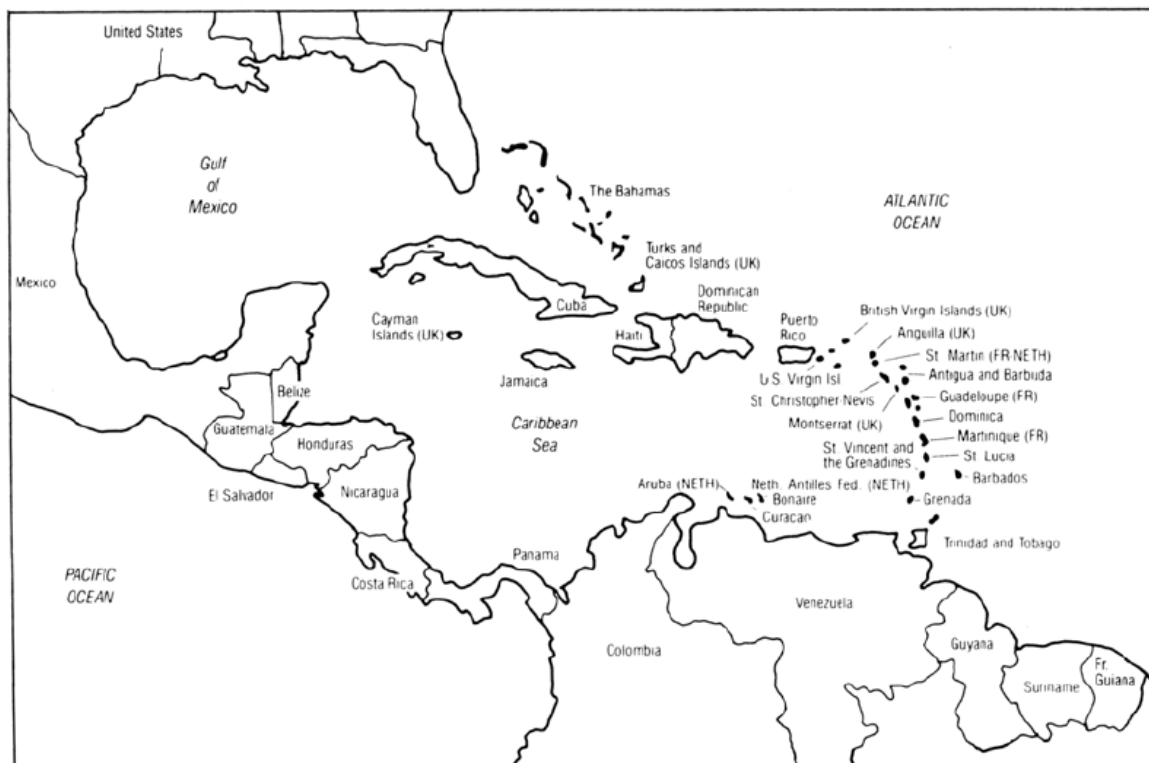 United States
Gulf
of
Mexico
The Bahamas
ATLANTIC
OCEAN
Turks and
Caicos Islands (UK)
Mexico
Cuba
Dominican
Republic
Cayman
Islands (UK)
Haiti
Puerto
Rico
British Virgin Islands (UK)
Anguilla (UK)
St. Martin (FR-NETH)
Jamaica
U.S. Virgin Isl
Antigua and Barbuda
Belize
St. Christopher-Nevis
Guadeloupe (FR)
Guatemala
Caribbean
Sea
Montserrat (UK)
Dominica
Honduras
Martinique (FR)
St. Vincent and
the Grenadines
St. Lucia
Barbados
El Salvador
Nicaragua
Aruba (NETH)
Neth. Antilles Fed. (NETH)
Bonaire
Curacan
Grenada
Trinidad and Tobago
Panama
PACIFIC
OCEAN
Costa Rica
Venezuela
Colombia
Guyana
Suriname
Fr.
Guiana